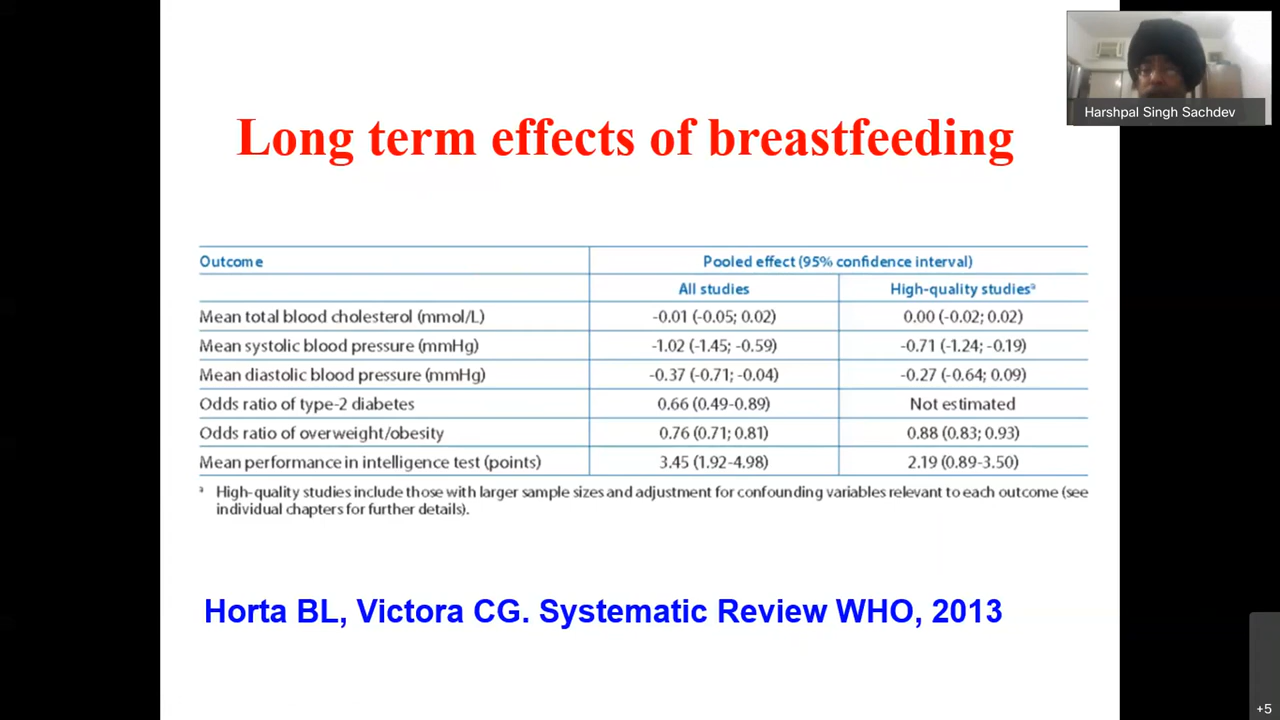 Harshpal Singh Sachdev
Long term effects of breastfeeding
Outcome Pooled effect (95% confidence interval)
All studies High-quality studiesᵃ
Mean total blood cholesterol (mmol/L) -0.01 (-0.05; 0.02) 0.00 (-0.02; 0.02)
Mean systolic blood pressure (mmHg) -1.02 (-1.45; -0.59) -0.71 (-1.24; -0.19)
Mean diastolic blood pressure (mmHg) -0.37 (-0.71; -0.04) -0.27 (-0.64; 0.09)
Odds ratio of type-2 diabetes 0.66 (0.49-0.89) Not estimated
Odds ratio of overweight/obesity 0.76 (0.71; 0.81) 0.88 (0.83; 0.93)
Mean performance in intelligence test (points) 3.45 (1.92-4.98) 2.19 (0.89-3.50)
ᵃ High-quality studies include those with larger sample sizes and adjustment for confounding variables relevant to each outcome (see
individual chapters for further details).
Horta BL, Victora CG. Systematic Review WHO, 2013
+5